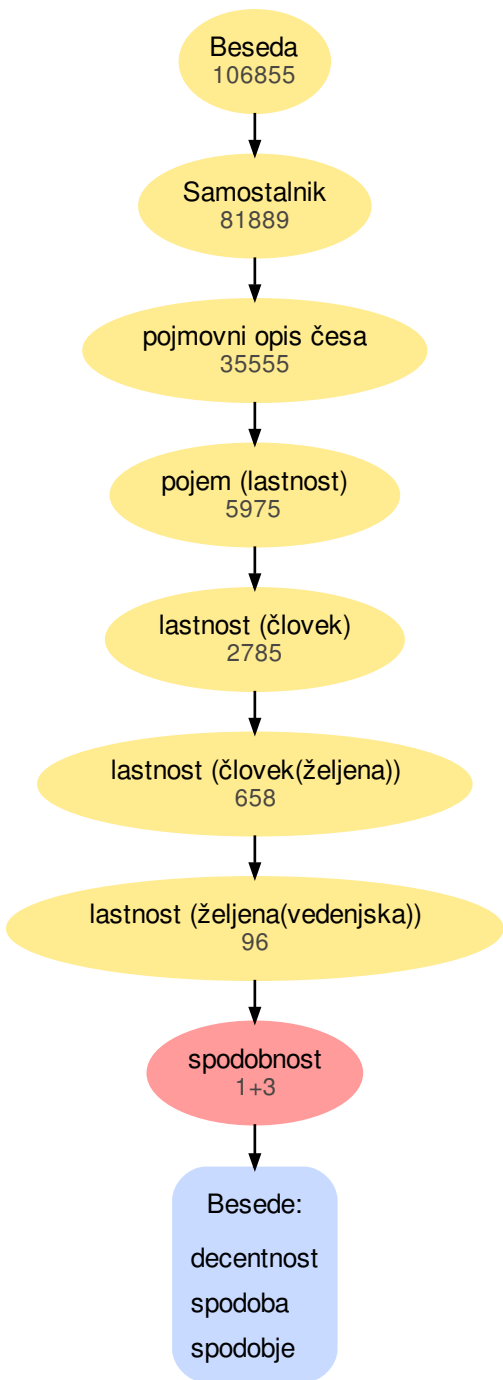 Beseda
106855
Samostalnik
81889
pojmovni opis česa
35555
pojem (lastnost)
5975
lastnost (človek)
2785
lastnost (človek(željena))
658
lastnost (željena(vedenjska))
96
spodobnost
1+3
Besede:
decentnost
spodoba
spodobje